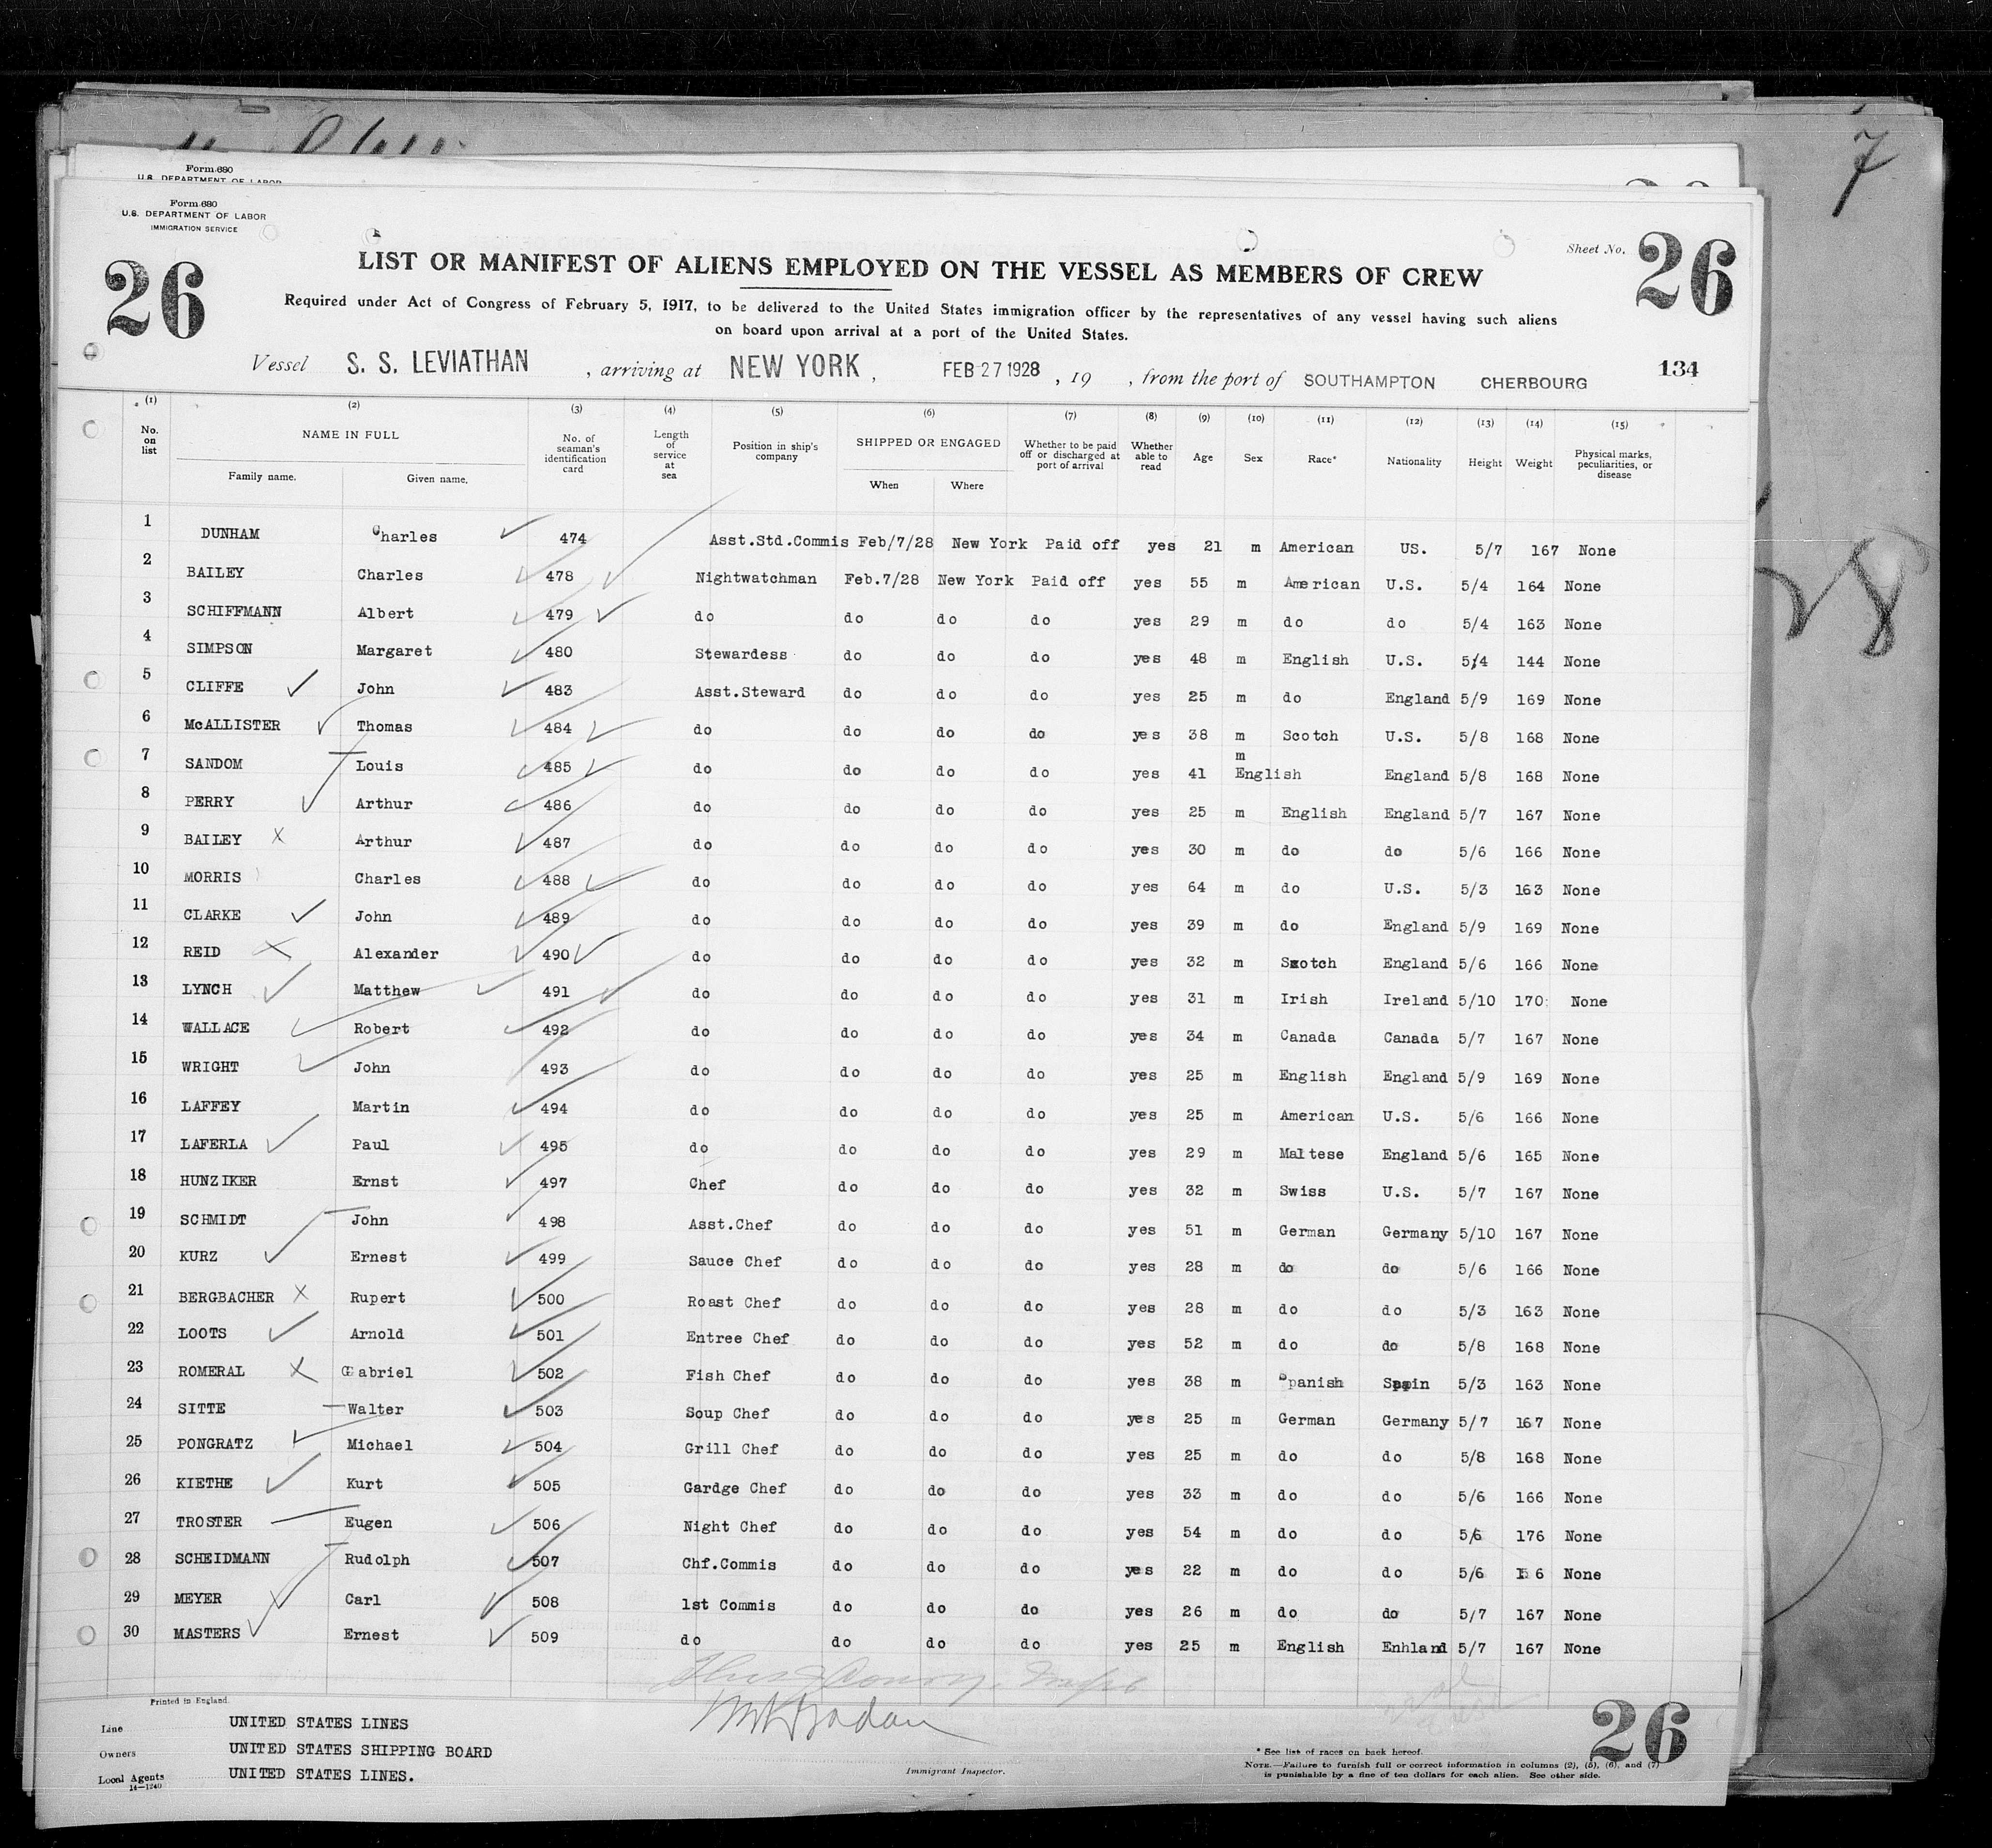 7
Form 680
U.S. DEPARTMENT OF LABOR
Form 680
U.S. DEPARTMENT OF LABOR
IMMIGRATION SERVICE
Sheet No.
26
26
LIST OR MANIFEST OF ALIENS EMPLOYED ON THE VESSEL AS MEMBERS OF CREW
Required under Act of Congress of February 5, 1917, to be delivered to the United States immigration officer by the representatives of any vessel having such aliens
on board upon arrival at a port of the United States.
Vessel S. S. LEVIATHAN , arriving at NEW YORK , FEB 27 1928 , 19 , from the port of SOUTHAMPTON CHERBOURG 134
(1) (2) (3) (4) (5) (6) (7) (8) (9) (10) (11) (12) (13) (14) (15)
No. on list NAME IN FULL Family name. Given name. No. of seaman's identification card Length of service at sea Position in ship's company SHIPPED OR ENGAGED When Where Whether to be paid off or discharged at port of arrival Whether able to read Age Sex Race* Nationality Height Weight Physical marks, peculiarities, or disease
1 DUNHAM Charles 474 Asst.Std.Commis Feb/7/28 New York Paid off yes 21 m American US. 5/7 167 None
2 BAILEY Charles 478 Nightwatchman Feb.7/28 New York Paid off yes 55 m American U.S. 5/4 164 None
3 SCHIFFMANN Albert 479 do do do do yes 29 m do do 5/4 163 None
4 SIMPSON Margaret 480 Stewardess do do do yes 48 m English U.S. 5/4 144 None
5 CLIFFE John 483 Asst.Steward do do do yes 25 m do England 5/9 169 None
6 McALLISTER Thomas 484 do do do do yes 38 m Scotch U.S. 5/8 168 None
7 SANDOM Louis 485 do do do do yes 41 m English England 5/8 168 None
8 PERRY Arthur 486 do do do do yes 25 m English England 5/7 167 None
9 BAILEY Arthur 487 do do do do yes 30 m do do 5/6 166 None
10 MORRIS Charles 488 do do do do yes 64 m do U.S. 5/3 163 None
11 CLARKE John 489 do do do do yes 39 m do England 5/9 169 None
12 REID Alexander 490 do do do do yes 32 m Sxotch England 5/6 166 None
13 LYNCH Matthew 491 do do do do yes 31 m Irish Ireland 5/10 170 None
14 WALLACE Robert 492 do do do do yes 34 m Canada Canada 5/7 167 None
15 WRIGHT John 493 do do do do yes 25 m English England 5/9 169 None
16 LAFFEY Martin 494 do do do do yes 25 m American U.S. 5/6 166 None
17 LAFERLA Paul 495 do do do do yes 29 m Maltese England 5/6 165 None
18 HUNZIKER Ernst 497 Chef do do do yes 32 m Swiss U.S. 5/7 167 None
19 SCHMIDT John 498 Asst.Chef do do do yes 51 m German Germany 5/10 167 None
20 KURZ Ernest 499 Sauce Chef do do do yes 28 m do do 5/6 166 None
21 BERGBACHER Rupert 500 Roast Chef do do do yes 28 m do do 5/3 163 None
22 LOOTS Arnold 501 Entree Chef do do do yes 52 m do do 5/8 168 None
23 ROMERAL Gabriel 502 Fish Chef do do do yes 38 m Spanish Spain 5/3 163 None
24 SITTE Walter 503 Soup Chef do do do yes 25 m German Germany 5/7 167 None
25 PONGRATZ Michael 504 Grill Chef do do do yes 25 m do do 5/8 168 None
26 KIETHE Kurt 505 Gardge Chef do do do yes 33 m do do 5/6 166 None
27 TROSTER Eugen 506 Night Chef do do do yes 54 m do do 5/6 176 None
28 SCHEIDMANN Rudolph 507 Chf.Commis do do do yes 22 m do do 5/6 156 None
29 MEYER Carl 508 1st Commis do do do yes 26 m do do 5/7 167 None
30 MASTERS Ernest 509 do do do do yes 25 m English Enhland 5/7 167 None
Printed in England.
Line UNITED STATES LINES
Owners UNITED STATES SHIPPING BOARD
Local Agents UNITED STATES LINES.
14—1240
Immigrant Inspector.
26
* See list of races on back hereof.
NOTE.—Failure to furnish full or correct information in columns (2), (5), (6), and (7)
is punishable by a fine of ten dollars for each alien. See other side.